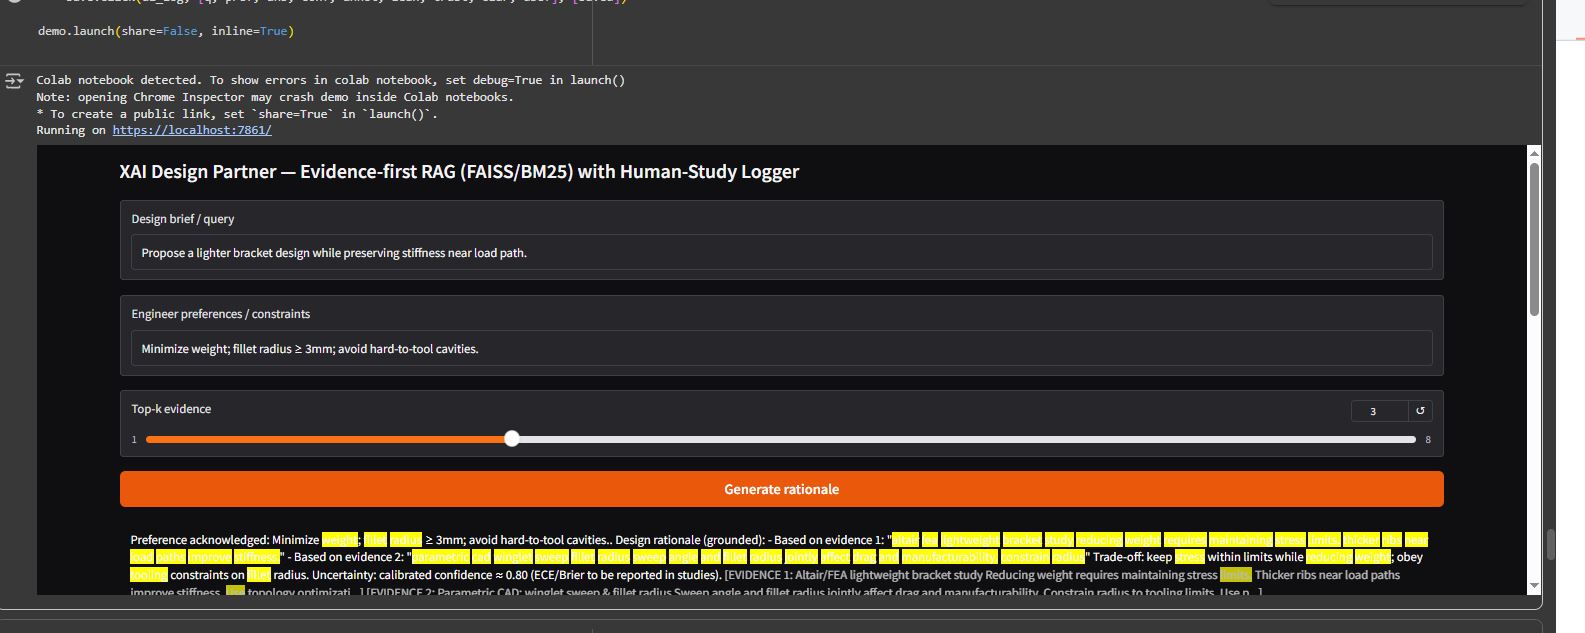 demo.launch(share=False, inline=True)
Colab notebook detected. To show errors in colab notebook, set debug=True in launch()
Note: opening Chrome Inspector may crash demo inside Colab notebooks.
* To create a public link, set `share=True` in `launch()`.
Running on https://localhost:7861/
XAI Design Partner — Evidence-first RAG (FAISS/BM25) with Human-Study Logger
Design brief / query
Propose a lighter bracket design while preserving stiffness near load path.
Engineer preferences / constraints
Minimize weight; fillet radius ≥ 3mm; avoid hard-to-tool cavities.
Top-k evidence
3 ↺
1 8
Generate rationale
Preference acknowledged: Minimize weight; fillet radius ≥ 3mm; avoid hard-to-tool cavities.. Design rationale (grounded): - Based on evidence 1: "altair fea lightweight bracket study reducing weight requires maintaining stress limits. thicker ribs near
load paths improve stiffness." - Based on evidence 2: "parametric cad winglet sweep fillet radius sweep angle and fillet radius jointly affect drag and manufacturability. constrain radius" Trade-off: keep stress within limits while reducing weight; obey
tooling constraints on fillet radius. Uncertainty: calibrated confidence ≈ 0.80 (ECE/Brier to be reported in studies). [EVIDENCE 1: Altair/FEA lightweight bracket study Reducing weight requires maintaining stress limits. Thicker ribs near load paths
improve stiffness. Use topology optimizati...] [EVIDENCE 2: Parametric CAD: winglet sweep & fillet radius Sweep angle and fillet radius jointly affect drag and manufacturability. Constrain radius to tooling limits. Use n...]